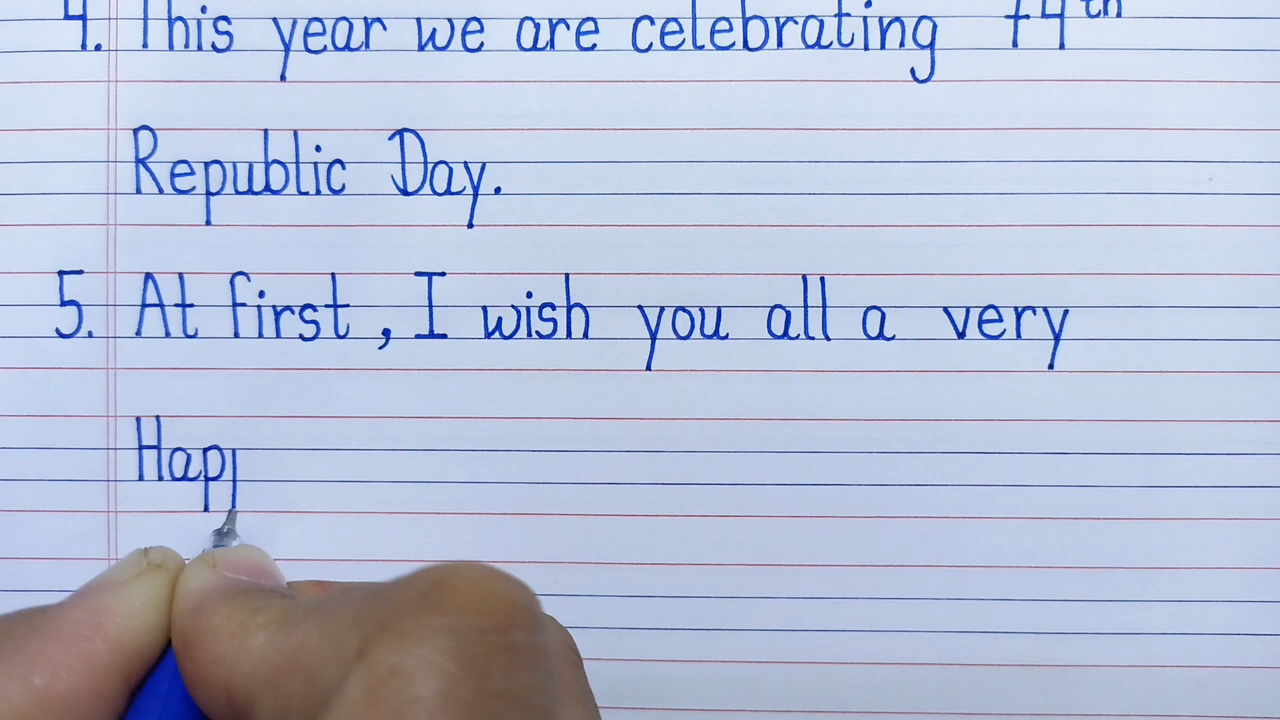 4. This year we are celebrating 74th
Republic Day.
5. At first, I wish you all a very
Hap